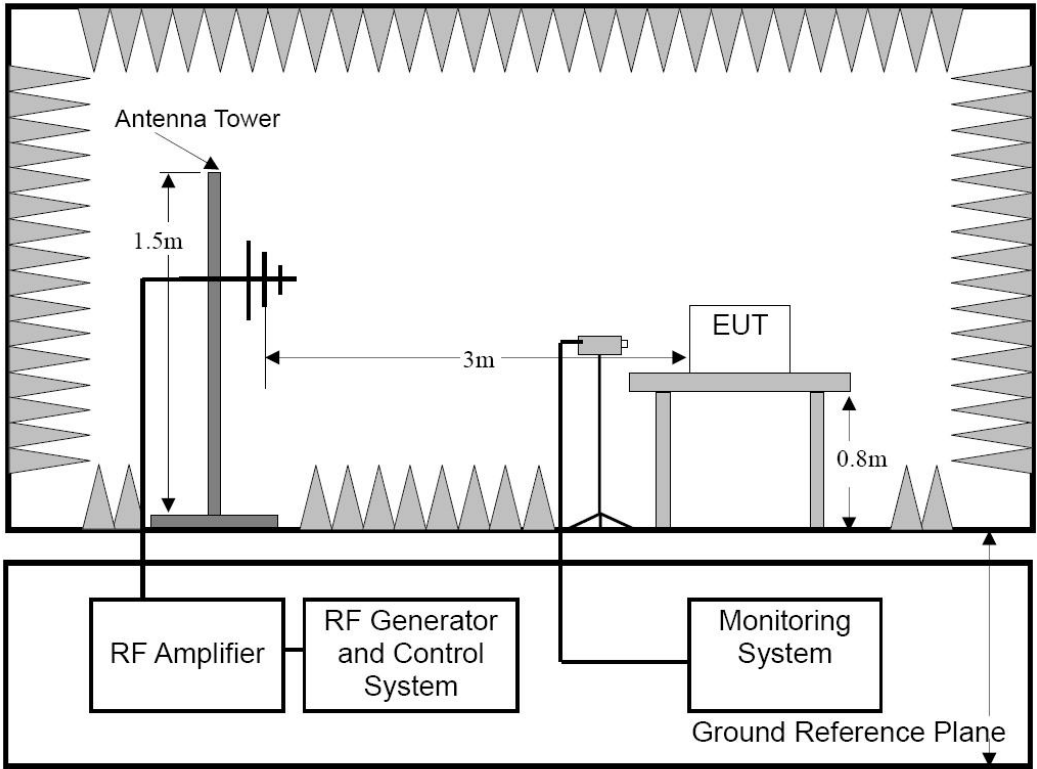 Antenna Tower
1.5m
EUT
3m
0.8m
RF Amplifier
RF Generator
and Control
System
Monitoring
System
Ground Reference Plane